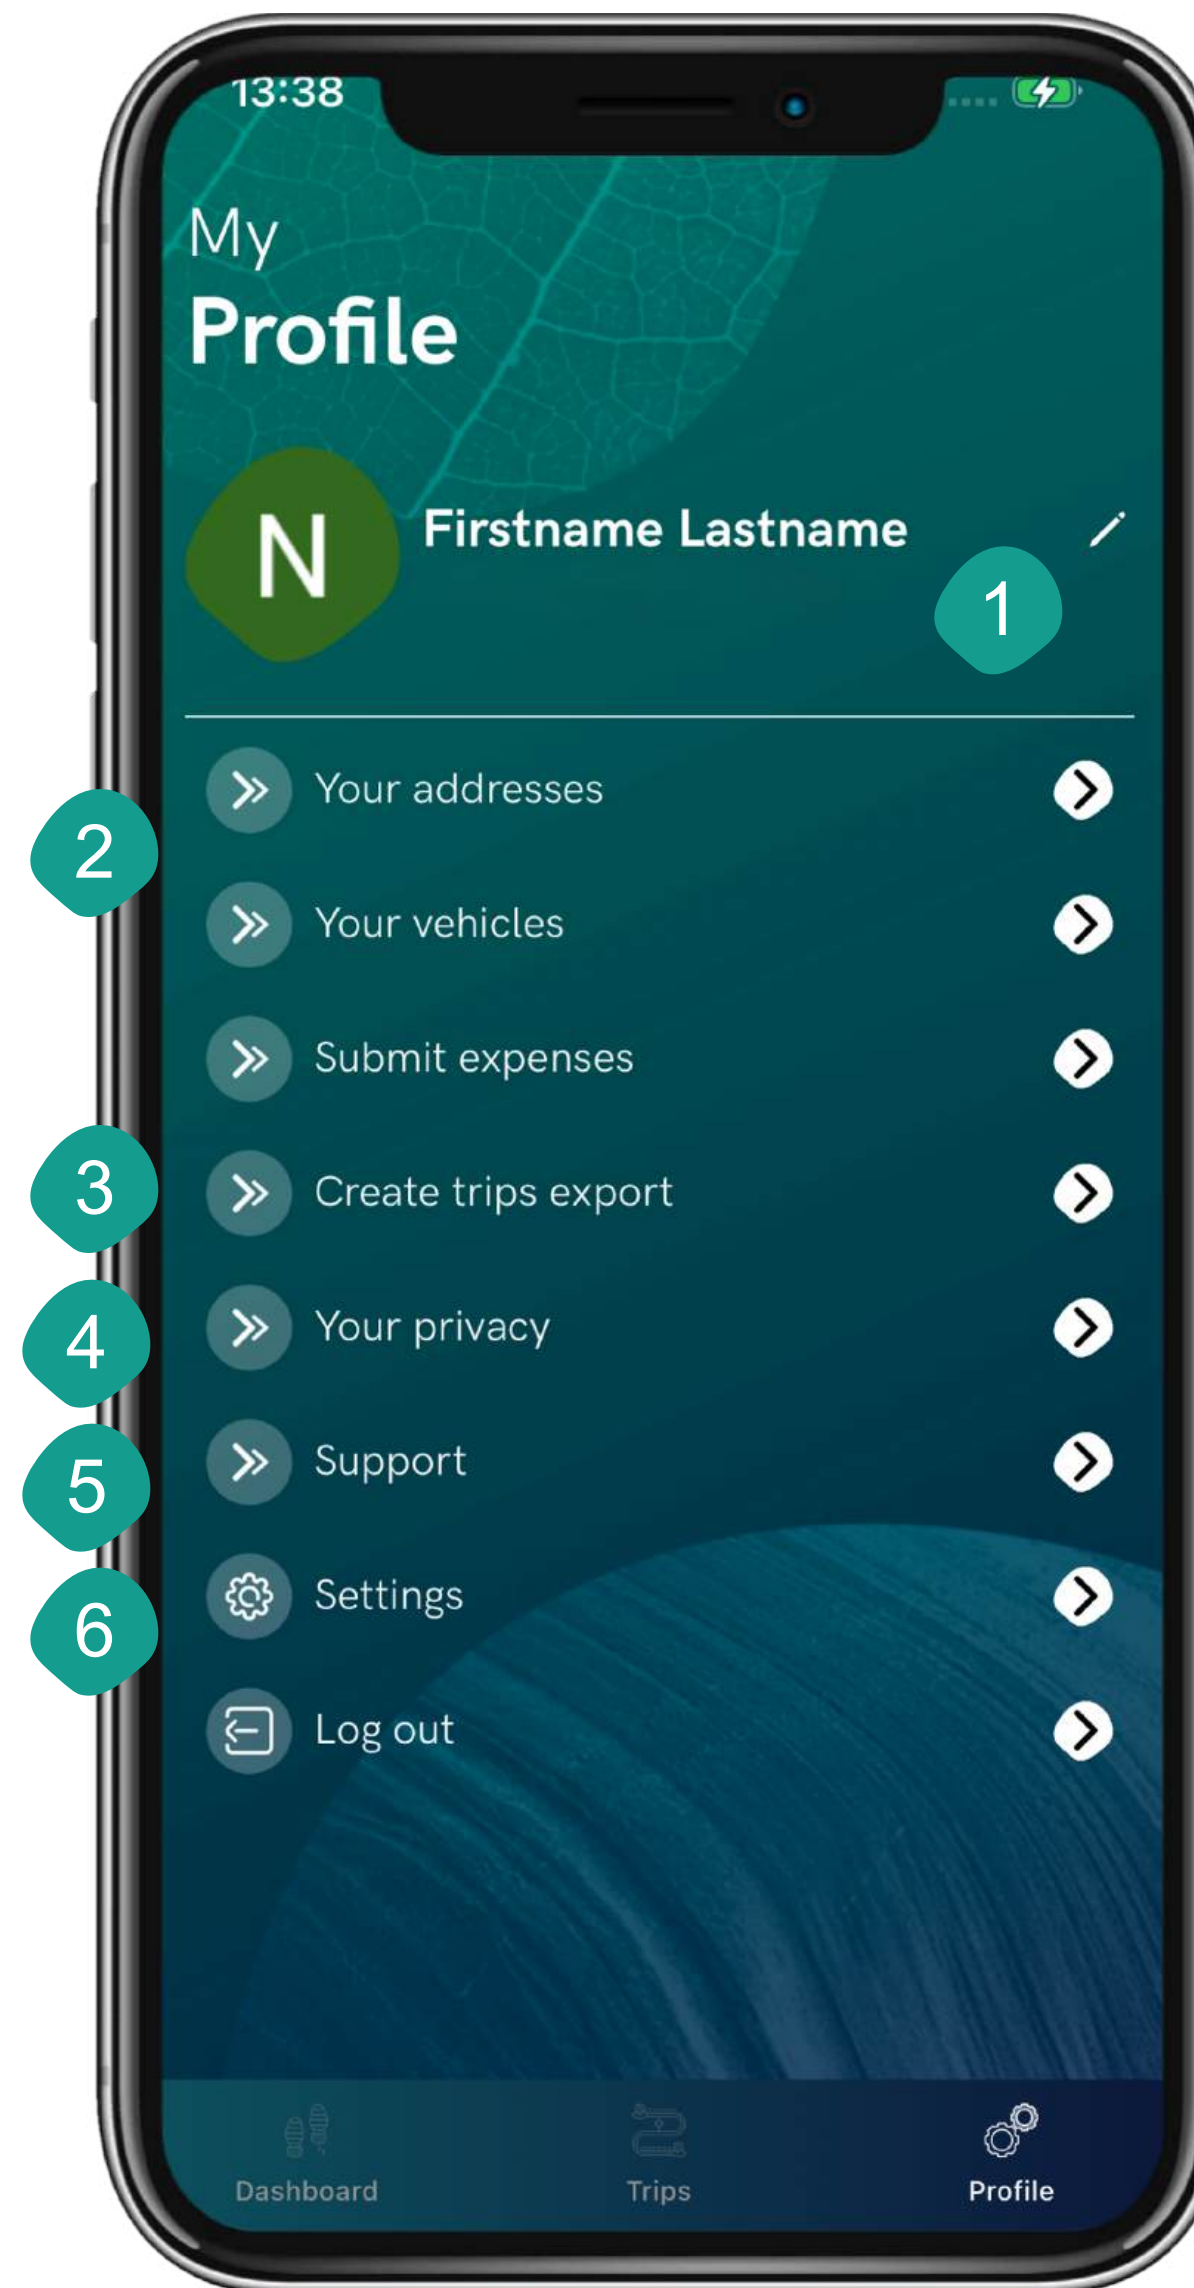 13:38
My
Profile
N
Firstname Lastname
1
Your addresses
2
Your vehicles
Submit expenses
3
Create trips export
4
Your privacy
5
Support
6
Settings
Log out
Dashboard
Trips
Profile